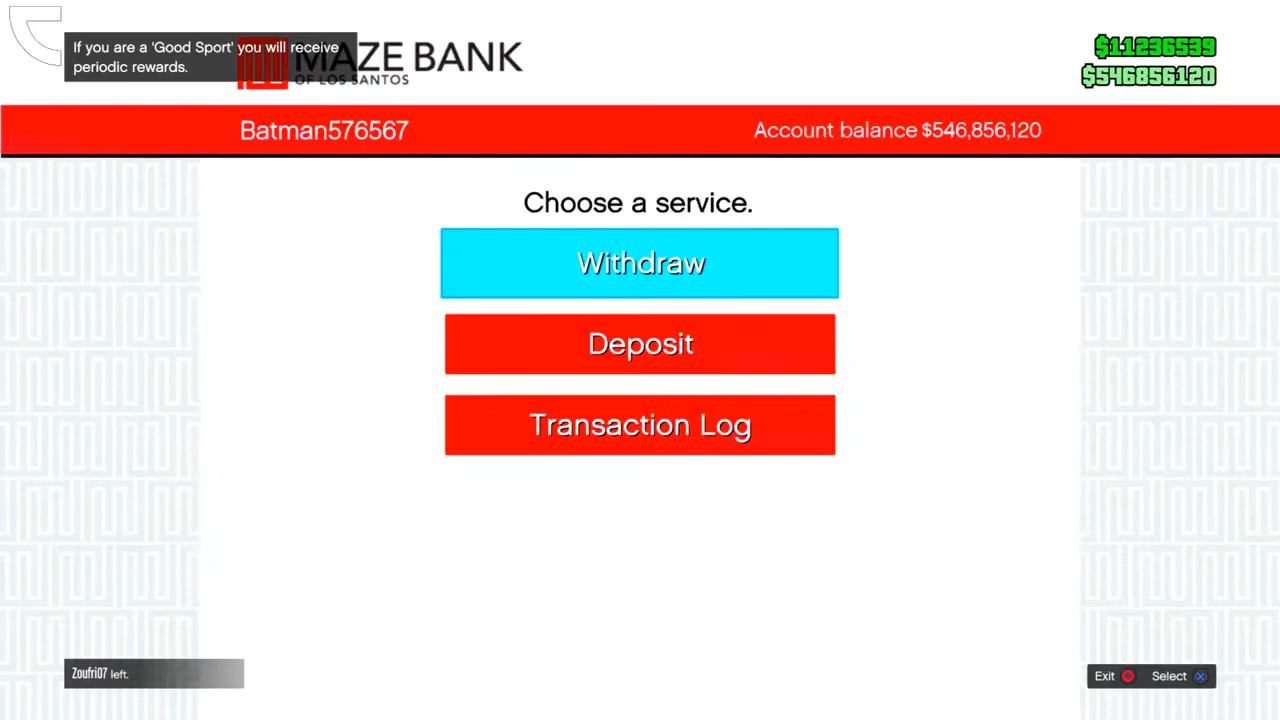 If you are a 'Good Sport' you will receive
periodic rewards.
MAZE BANK
OF LOS SANTOS
$11236539
$546856120
Batman576567
Account balance $546,856,120
Choose a service.
Withdraw
Deposit
Transaction Log
Zoufri07 left.
Exit Select